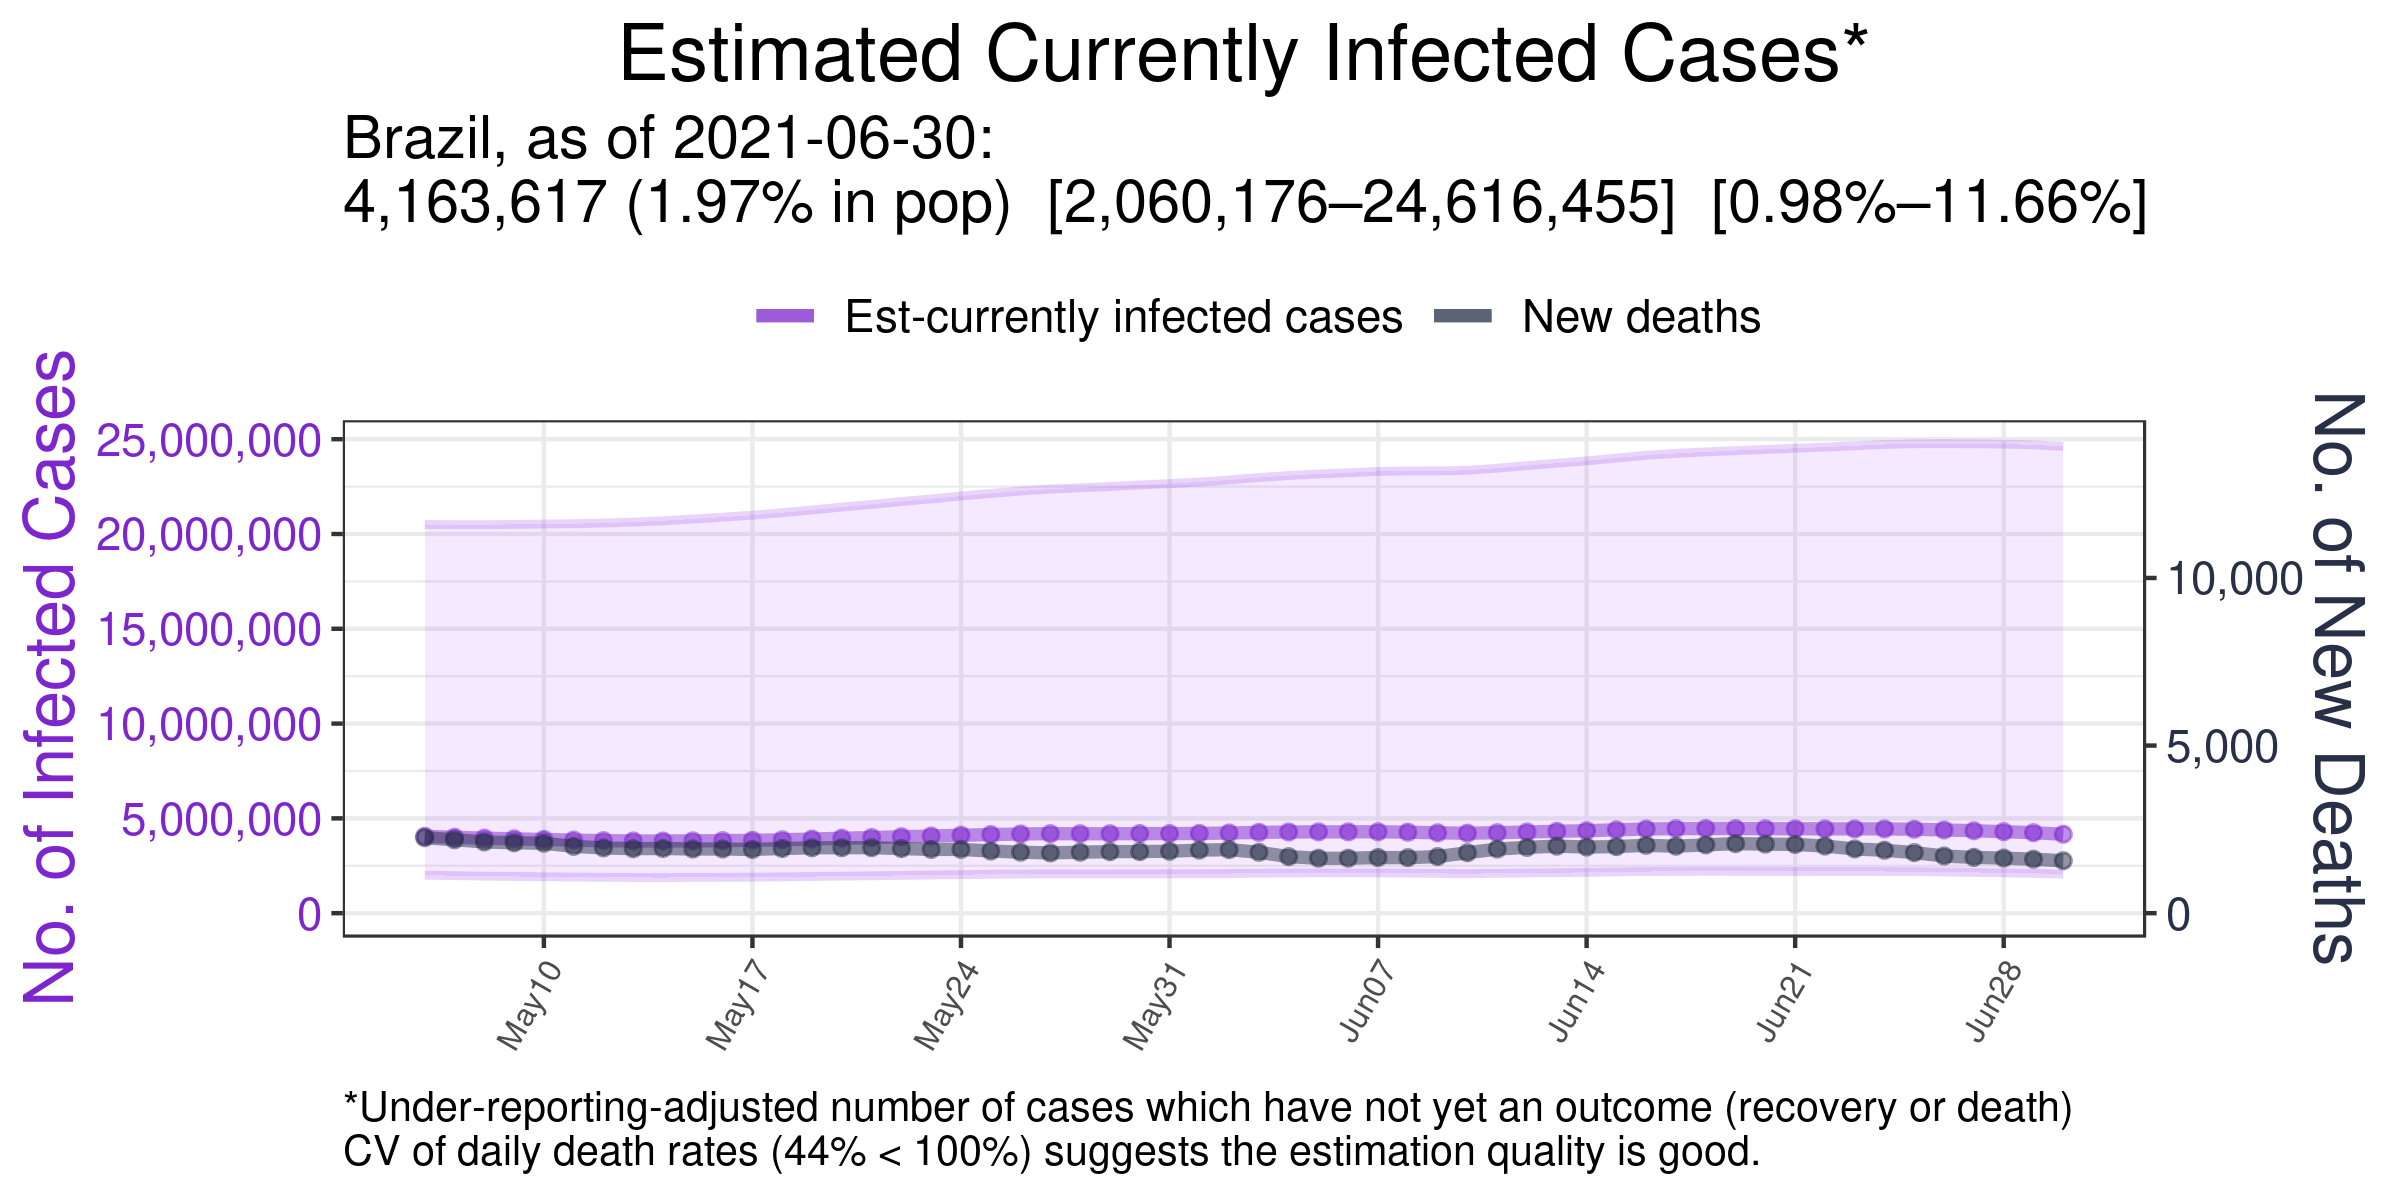 Estimated Currently Infected Cases*
Brazil, as of 2021-06-30:
4,163,617 (1.97% in pop)  [2,060,176–24,616,455]  [0.98%–11.66%]
Est-currently infected cases
New deaths
No. of Infected Cases
25,000,000
20,000,000
15,000,000
10,000,000
5,000,000
0
10,000
5,000
0
No. of New Deaths
May10
May17
May24
May31
Jun07
Jun14
Jun21
Jun28
*Under-reporting-adjusted number of cases which have not yet an outcome (recovery or death)
CV of daily death rates (44% < 100%) suggests the estimation quality is good.